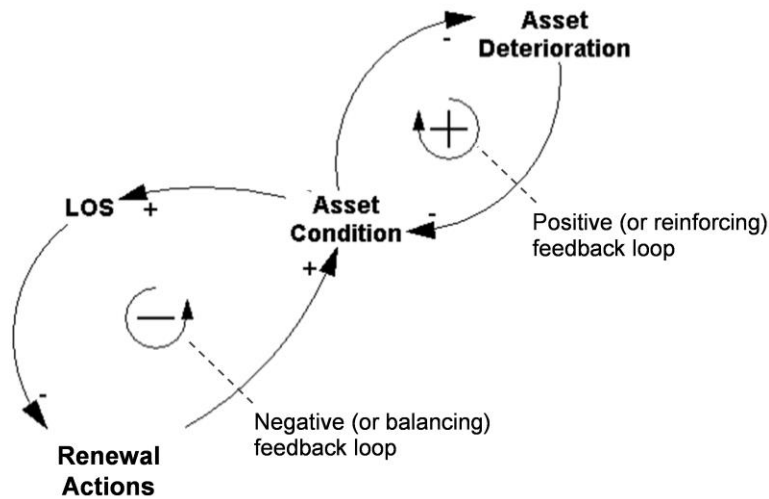 Asset
Deterioration
-
+
Positive (or reinforcing)
feedback loop
LOS
+
Asset
Condition
-
+
-
-
Negative (or balancing)
feedback loop
Renewal
Actions